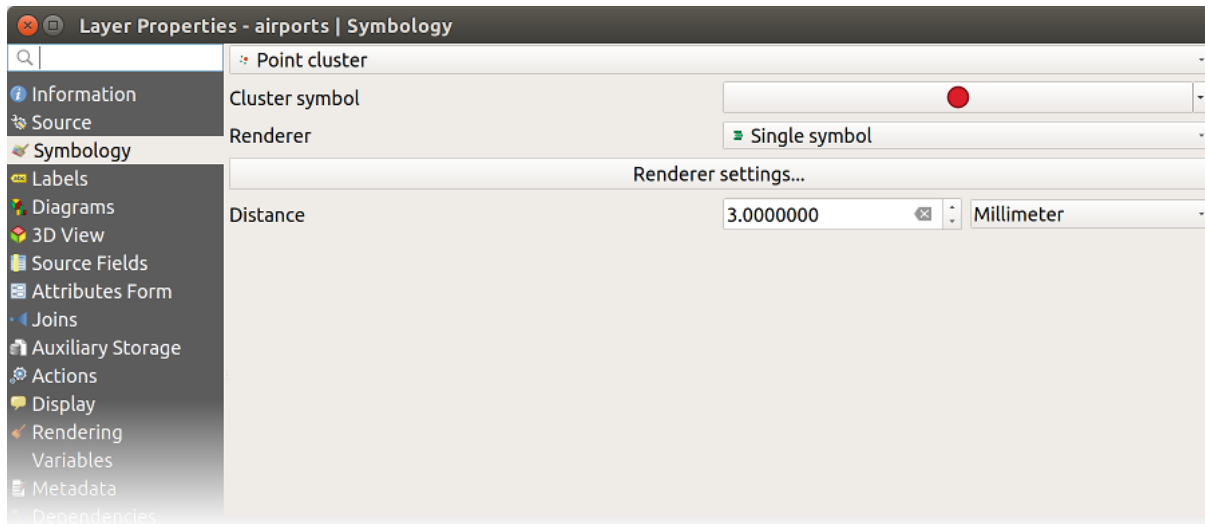 Layer Properties - airports | Symbology
Point cluster
Information
Cluster symbol
Source
Renderer
Single symbol
Symbology
Renderer settings...
Labels
Diagrams
Distance
3.0000000
Millimeter
3D View
Source Fields
Attributes Form
Joins
Auxiliary Storage
Actions
Display
Rendering
Variables
Metadata
Dependencies